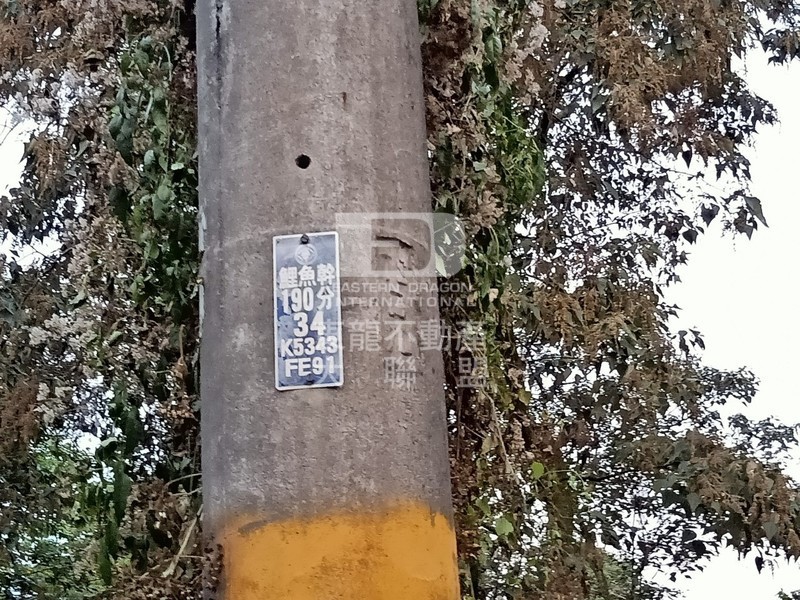 鯉魚幹
190分
34
K5343
FE91
EASTERN DRAGON
INTERNATIONAL
龍不動產
聯盟